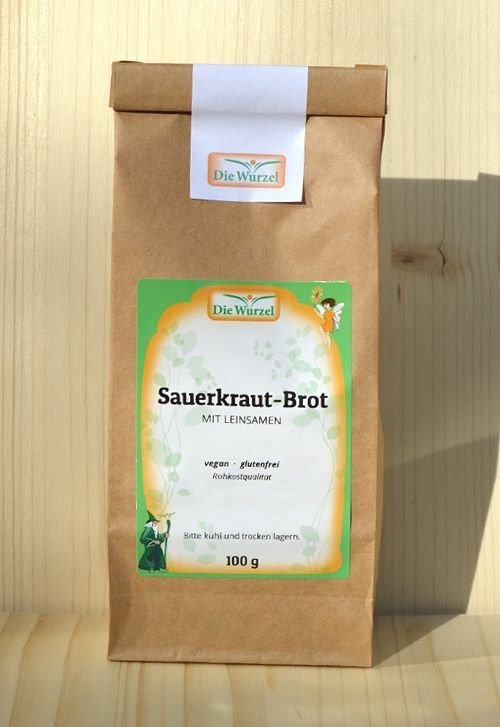 Die Wurzel
Die Wurzel
Sauerkraut-Brot
MIT LEINSAMEN
vegan · glutenfrei
Rohkostqualität
Bitte kühl und trocken lagern.
100 g